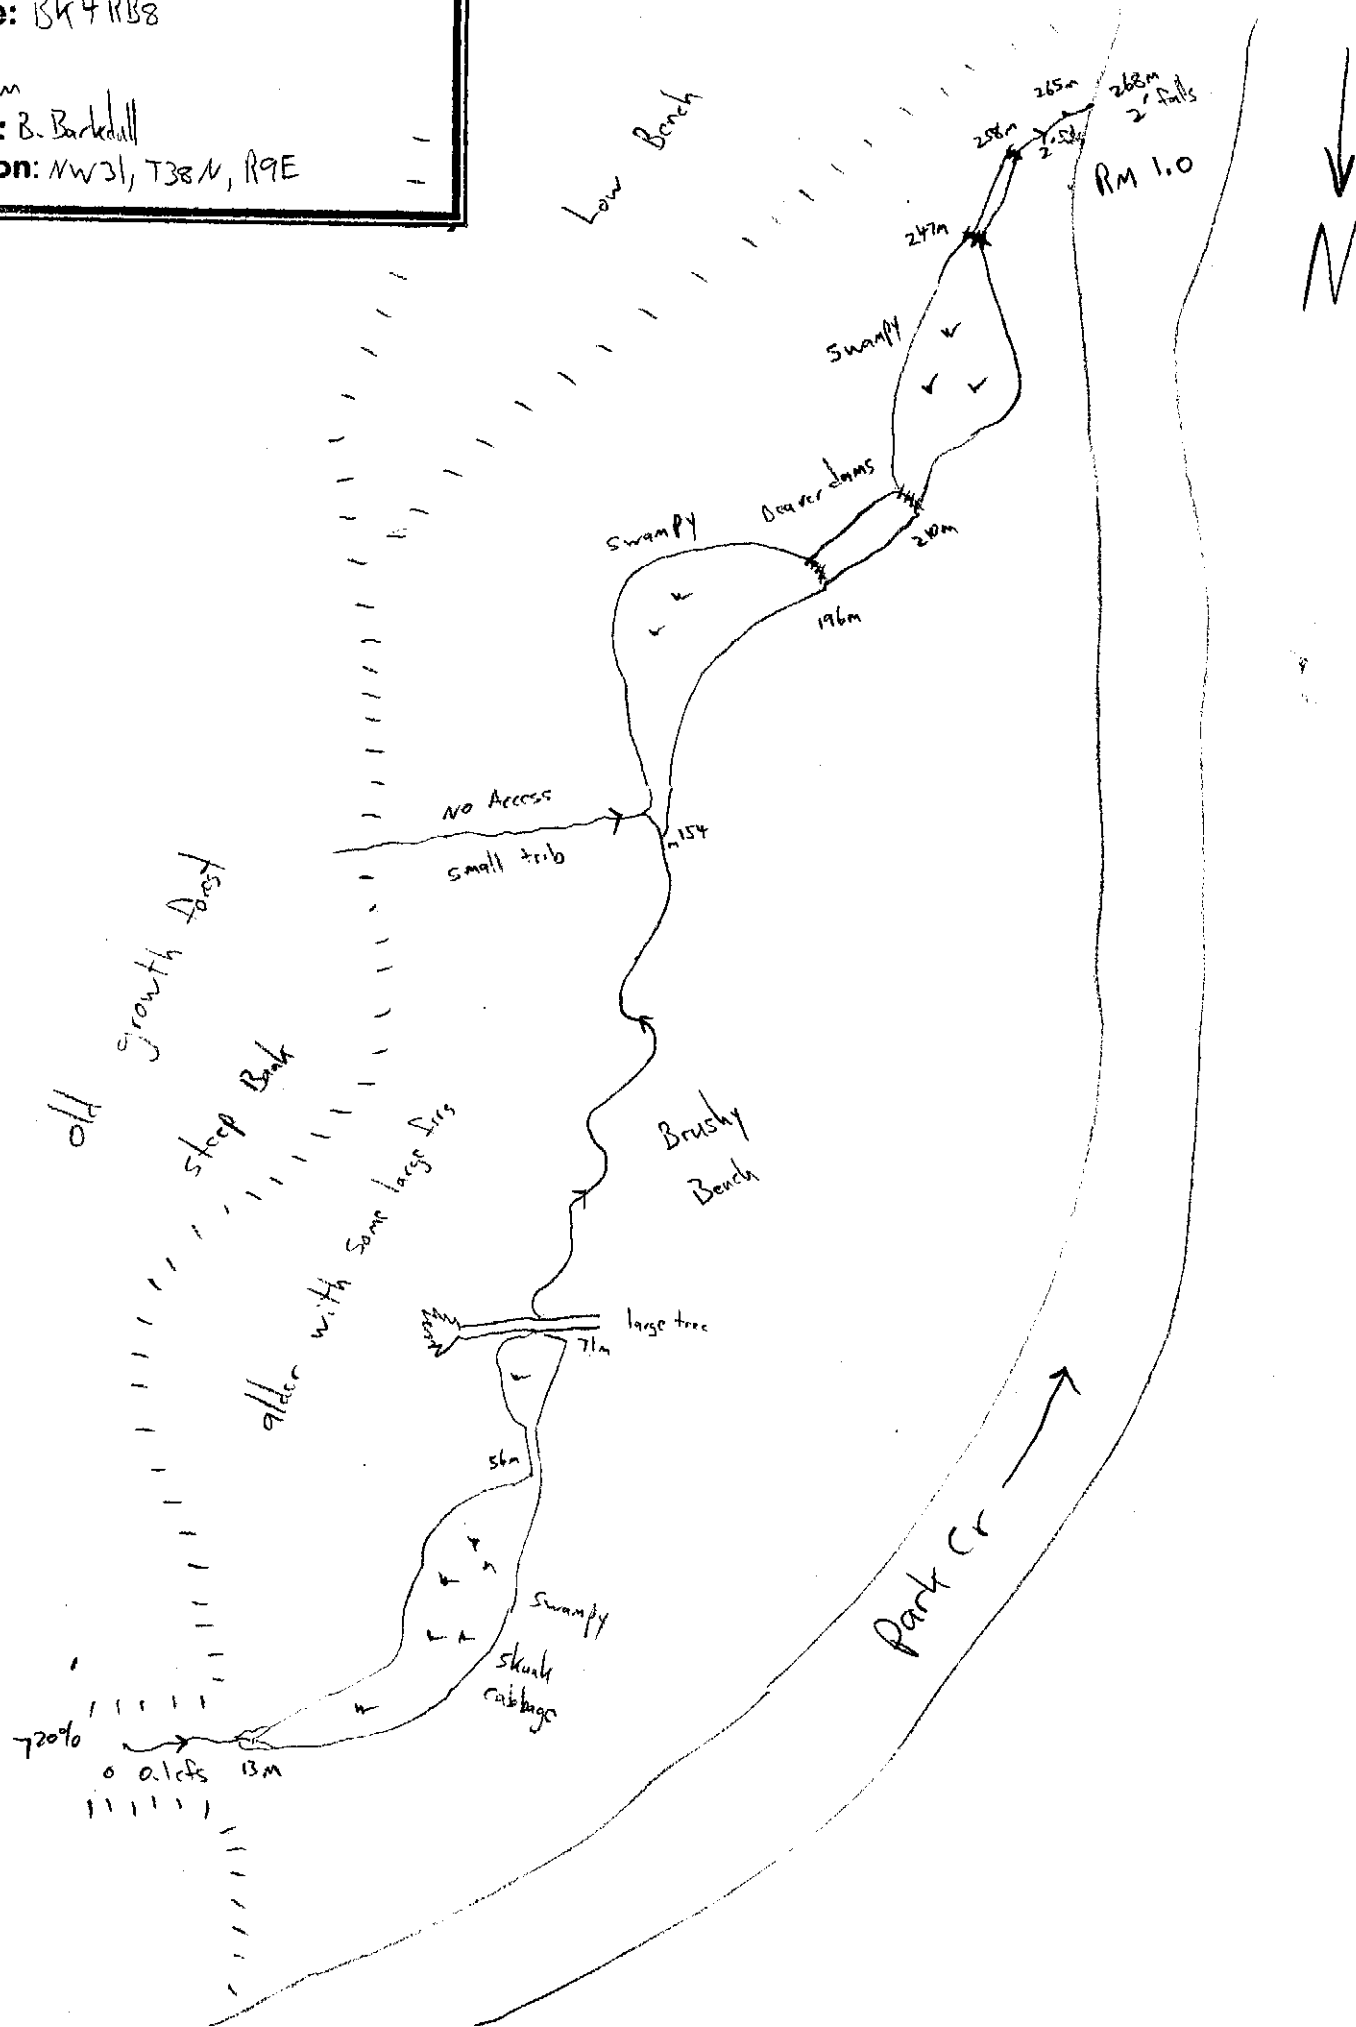 e: BK4RB8
m
: B. Barkdull
on: NW31, T38N, R9E
Low Bench
265m
268m
2' falls
258m
RM 1.0
247m
N
Swampy
Beaver dams
210m
Swampy
196m
No Access
small trib
154
m
old growth forest
steep Bank
alder with some large firs
Brushy
Bench
large tree
71m
56m
Park Cr
Swampy
skunk
cabbage
>20%
0 0.1cfs 13m